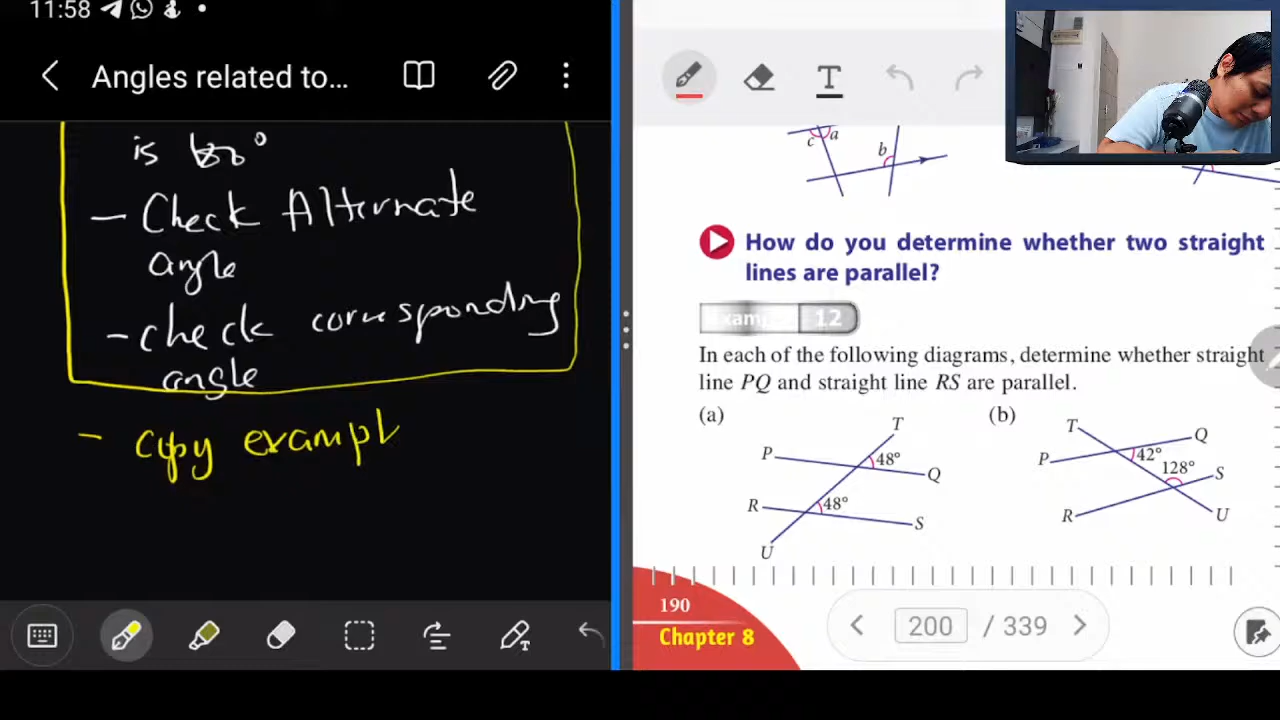 11:58
Angles related to...
is 180°
- Check Alternate
angle
- check corresponding
angle
- copy exampl
T
c a
b
How do you determine whether two straight
lines are parallel?
Example 12
In each of the following diagrams, determine whether straight
line PQ and straight line RS are parallel.
(a)
T
P
48°
Q
R
48°
S
U
(b)
T
Q
P
42°
128°
S
R
U
190
Chapter 8
200 / 339